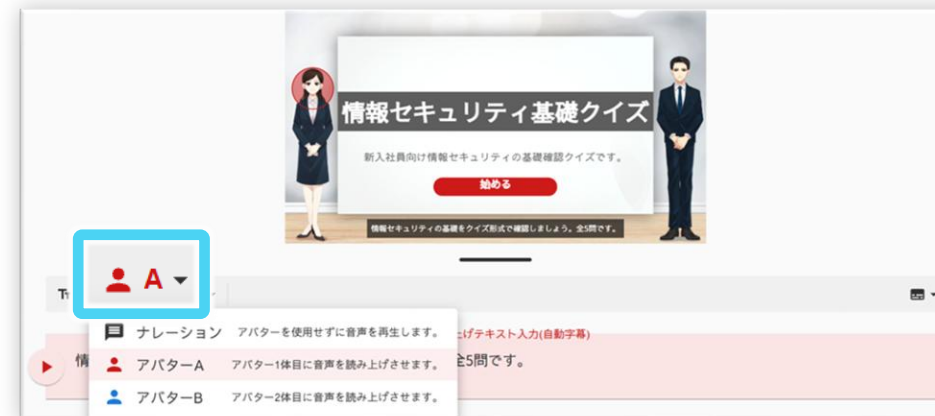 情報セキュリティ基礎クイズ
新入社員向け情報セキュリティの基礎確認クイズです。
始める
情報セキュリティの基礎をクイズ形式で確認しましょう。全5問です。
A
ナレーション アバターを使用せずに音声を再生します。
上げテキスト入力(自動字幕)
情
全5問です。
アバターA アバター1体目に音声を読み上げさせます。
アバターB アバター2体目に音声を読み上げさせます。